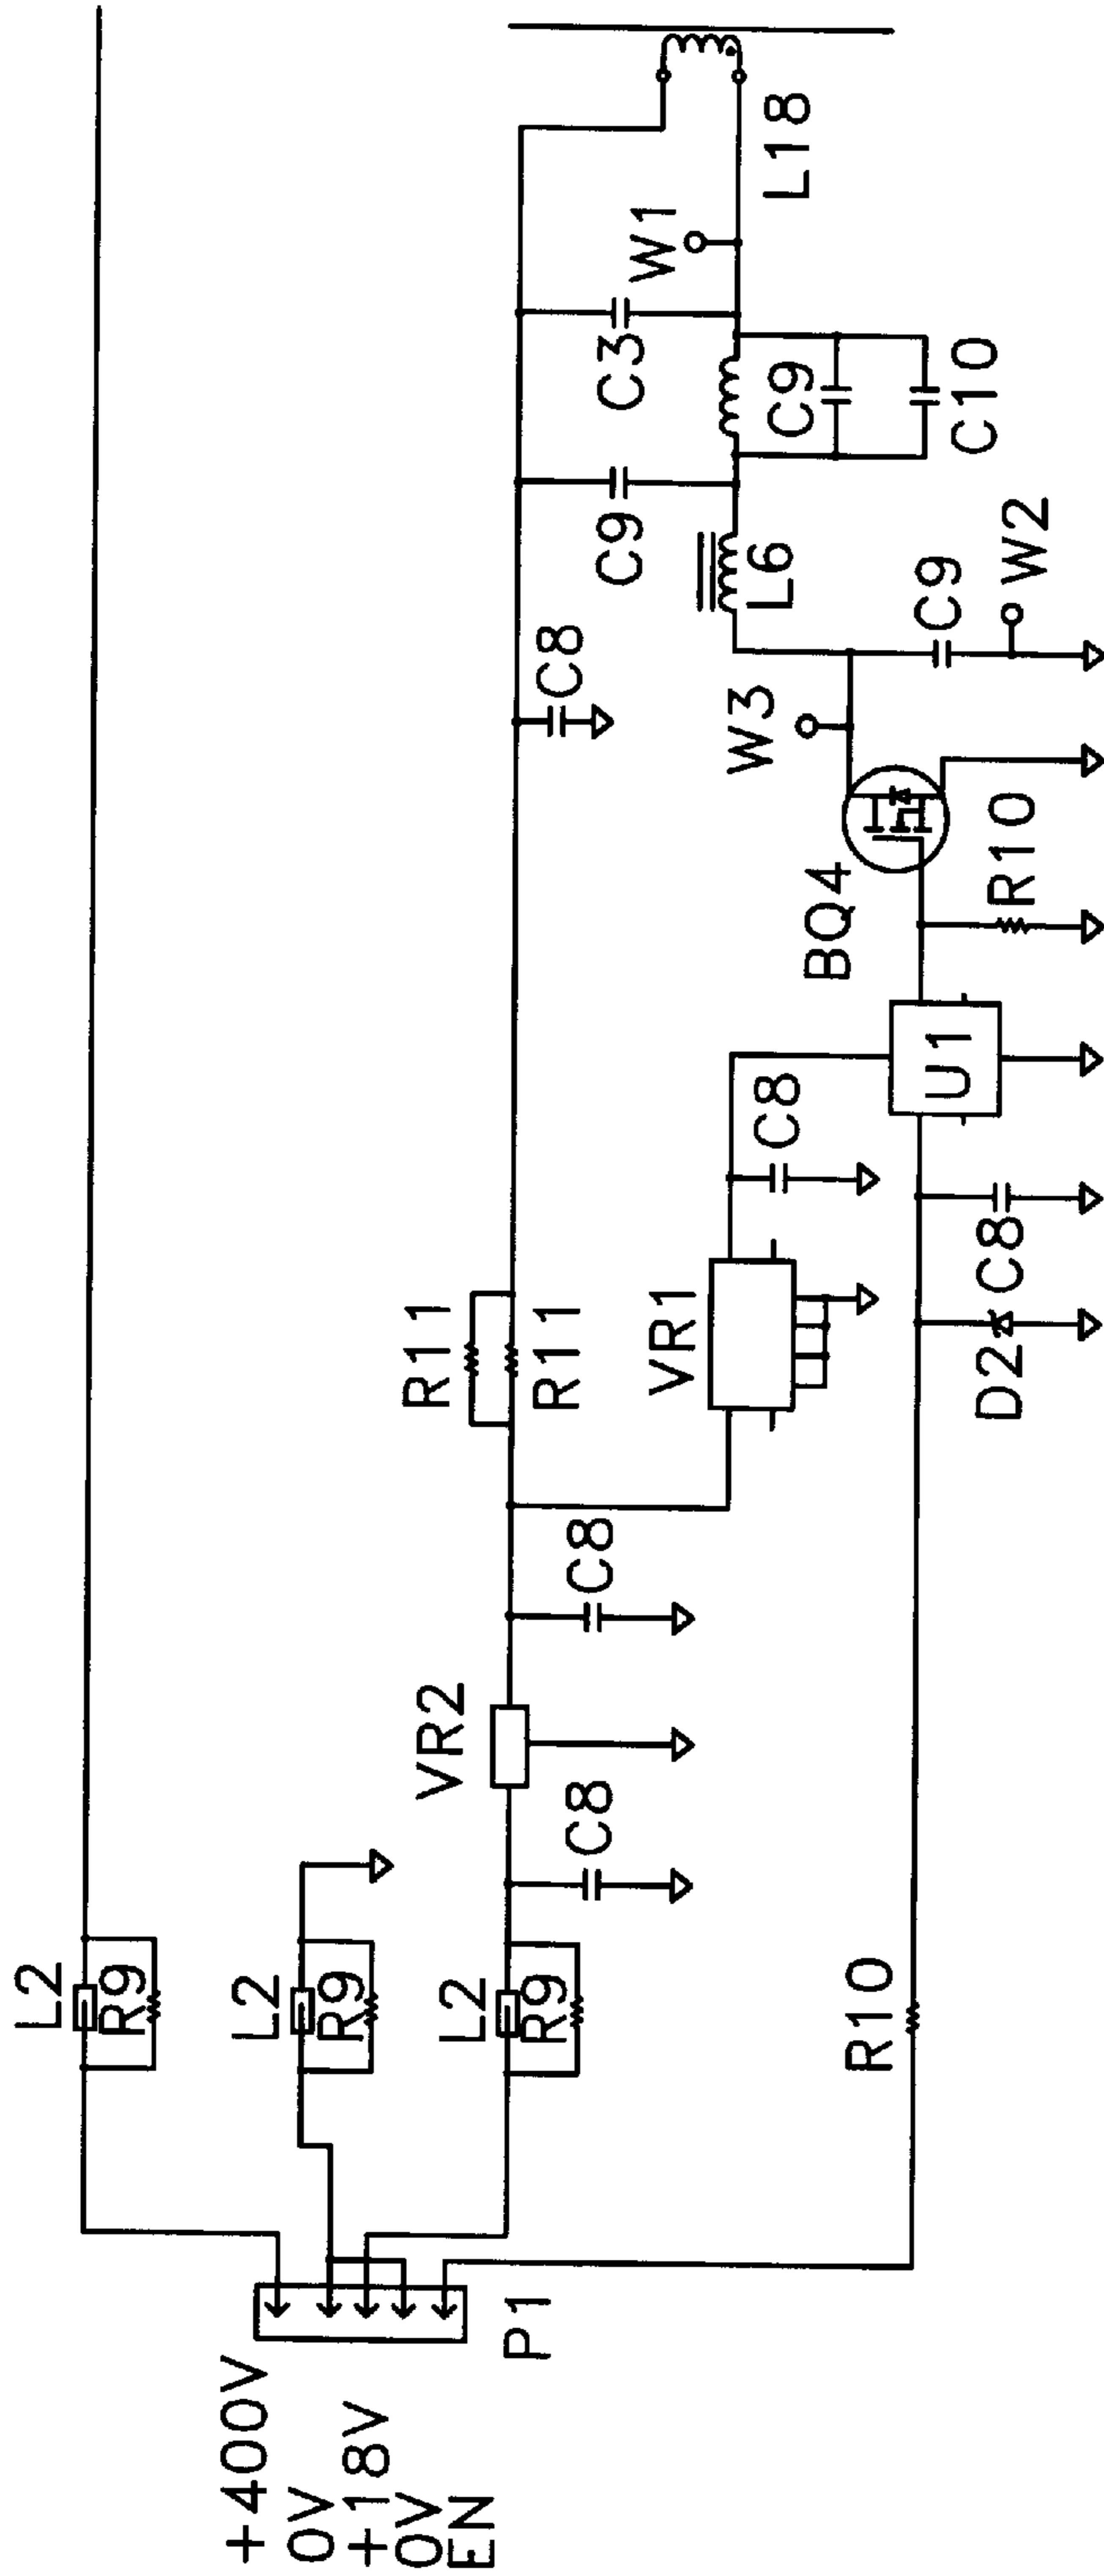 +400V
0V
+18V
0V
EN
P1
L2
R9
L2
R9
L2
R9
R10
C8
VR2
C8
R11
R11
VR1
C8
D2
C8
U1
R10
BQ4
W3
C8
C9
W2
L6
C9
C3
C9
C10
W1
L18